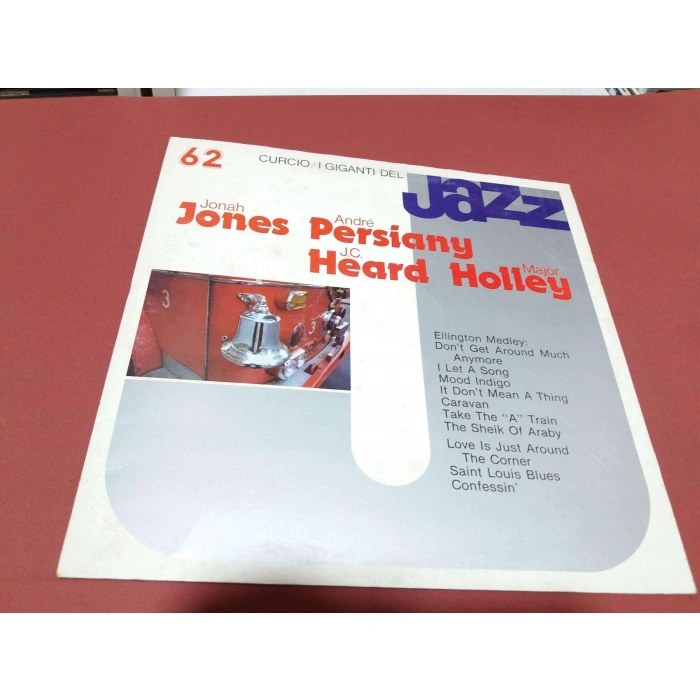 62 CURCIO/I GIGANTI DEL
Jazz
Jonah
Jones
André
Persiany
J.C.
Heard
Major
Holley
3
3
Ellington Medley:
Don't Get Around Much
Anymore
I Let A Song
Mood Indigo
It Don't Mean A Thing
Caravan
Take The "A" Train
The Sheik Of Araby
Love Is Just Around
The Corner
Saint Louis Blues
Confessin'